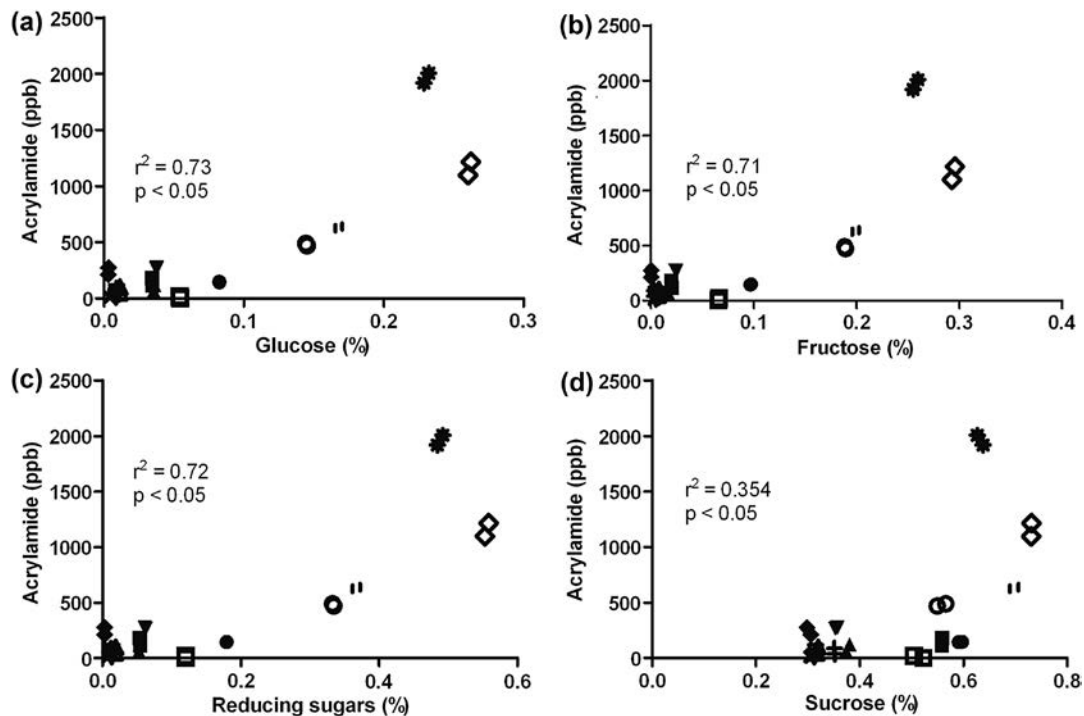 (a)
Acrylamide (ppb)
2500
2000
1500
1000
500
0
r² = 0.73
p < 0.05
0.0 0.1 0.2 0.3
Glucose (%)
(b)
Acrylamide (ppb)
2500
2000
1500
1000
500
0
r² = 0.71
p < 0.05
0.0 0.1 0.2 0.3 0.4
Fructose (%)
(c)
Acrylamide (ppb)
2500
2000
1500
1000
500
0
r² = 0.72
p < 0.05
0.0 0.2 0.4 0.6
Reducing sugars (%)
(d)
Acrylamide (ppb)
2500
2000
1500
1000
500
0
r² = 0.354
p < 0.05
0.0 0.2 0.4 0.6 0.8
Sucrose (%)